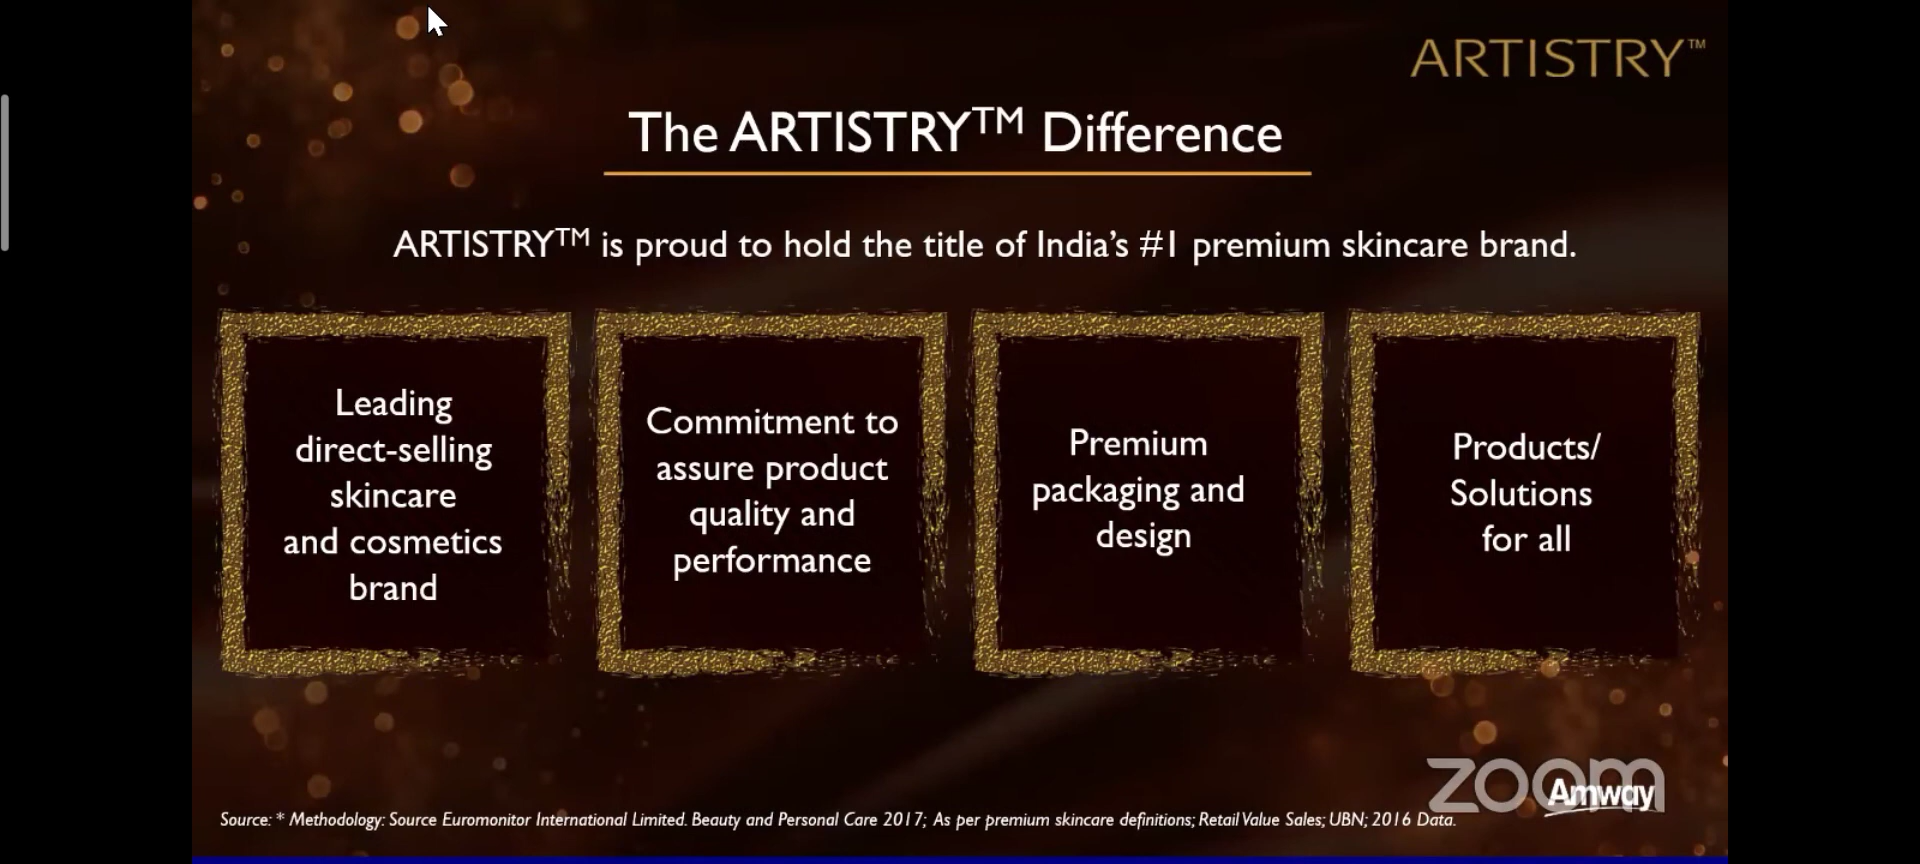 ARTISTRY™
The ARTISTRY™ Difference
ARTISTRY™ is proud to hold the title of India’s #1 premium skincare brand.
Leading
direct-selling
skincare
and cosmetics
brand
Commitment to
assure product
quality and
performance
Premium
packaging and
design
Products/
Solutions
for all
zoom
Amway
Source: * Methodology: Source Euromonitor International Limited. Beauty and Personal Care 2017; As per premium skincare definitions; Retail Value Sales; UBN; 2016 Data.